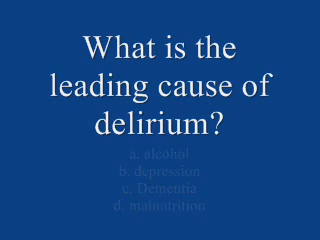 What is the
leading cause of
delirium?
a. alcohol
b. depression
c. Dementia
d. malnutrition